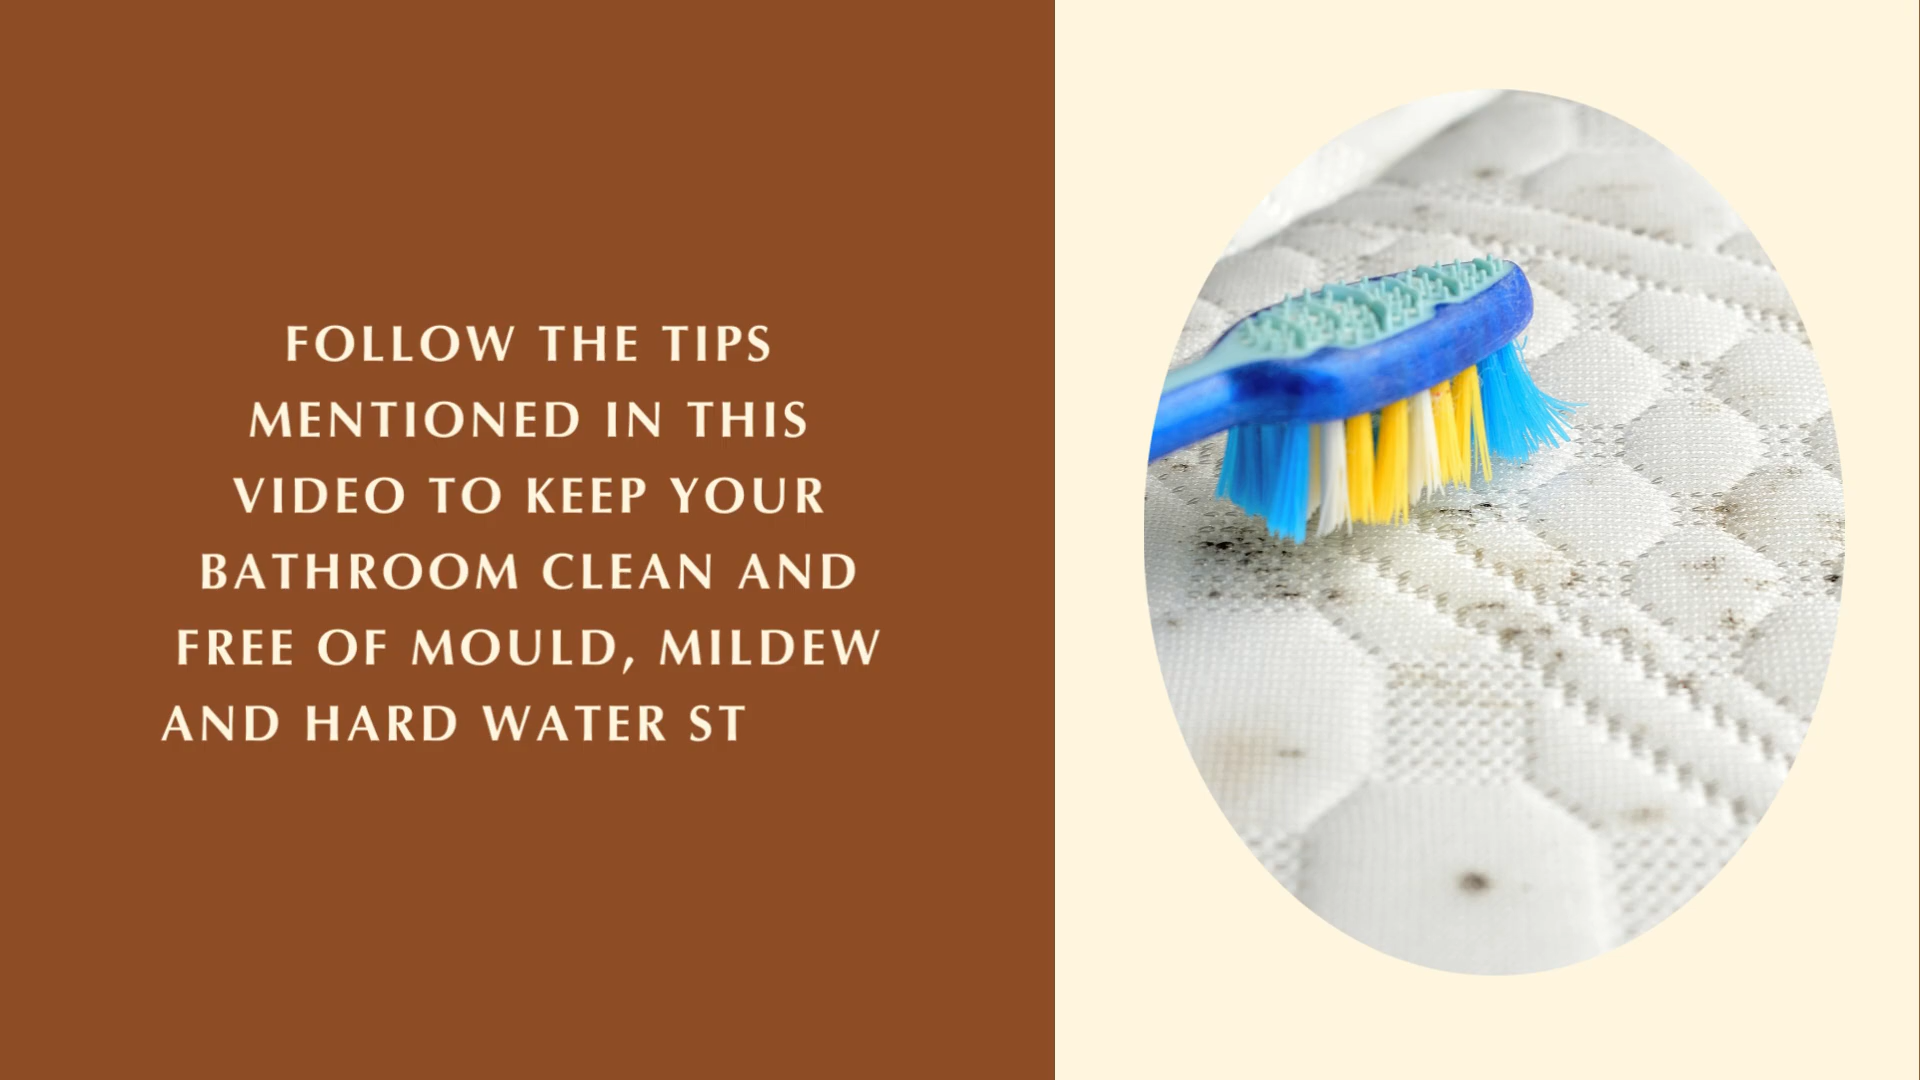 FOLLOW THE TIPS
MENTIONED IN THIS
VIDEO TO KEEP YOUR
BATHROOM CLEAN AND
FREE OF MOULD, MILDEW
AND HARD WATER ST